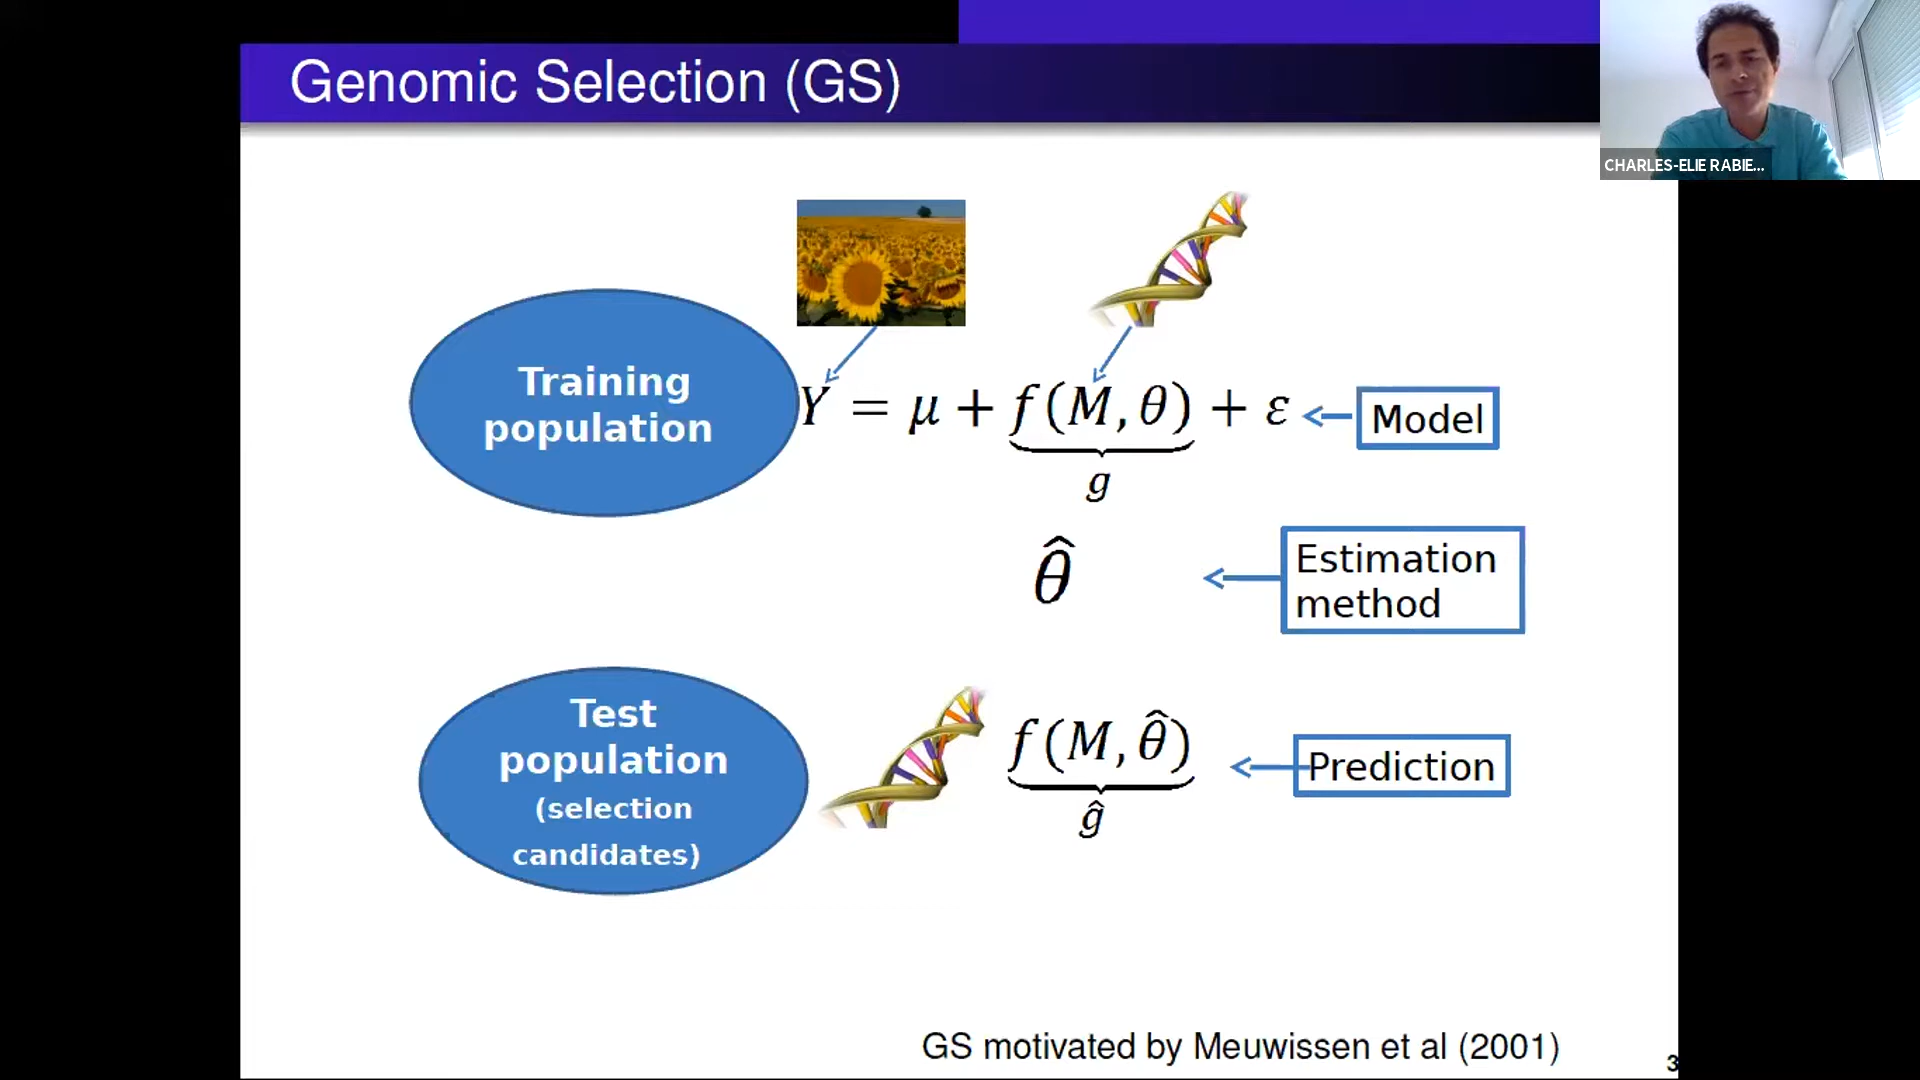 Genomic Selection (GS)
CHARLES-ELIE RABIE...
Training
population
Y = μ + f(M, θ) + ε
g
Model
θ̂
Estimation
method
Test
population
(selection
candidates)
f(M, θ̂)
ĝ
Prediction
GS motivated by Meuwissen et al (2001)
3